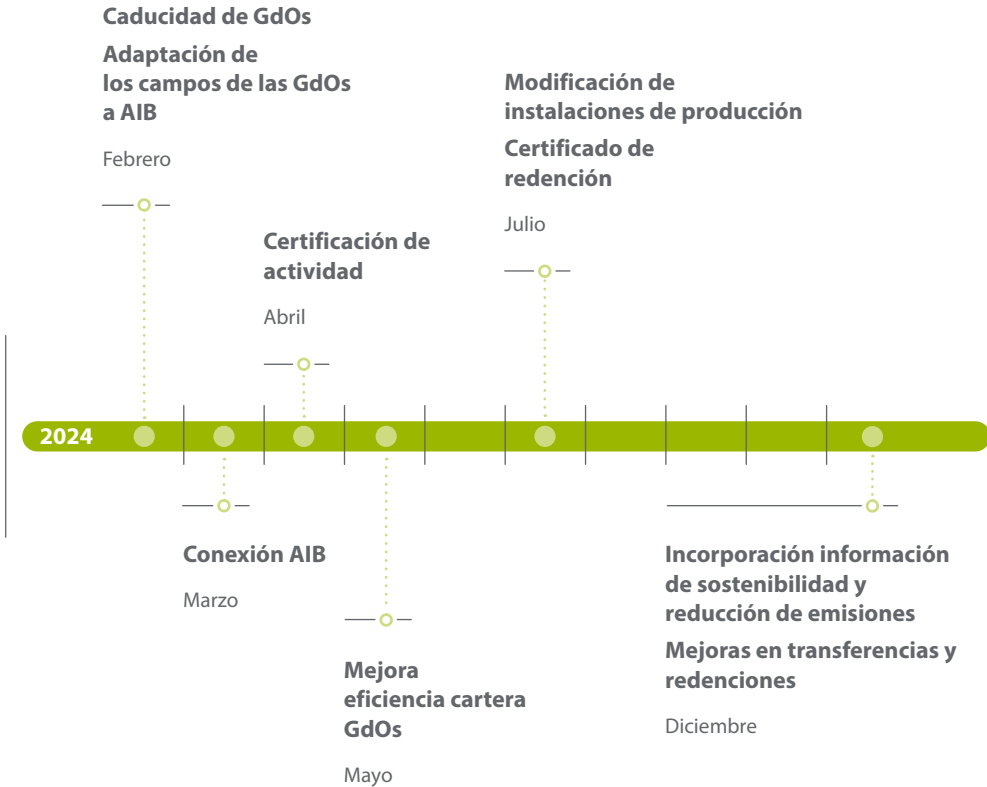 Caducidad de GdOs
Adaptación de
los campos de las GdOs
a AIB
Febrero
Modificación de
instalaciones de producción
Certificado de
redención
Julio
Certificación de
actividad
Abril
2024
Conexión AIB
Marzo
Mejora
eficiencia cartera
GdOs
Mayo
Incorporación información
de sostenibilidad y
reducción de emisiones
Mejoras en transferencias y
redenciones
Diciembre